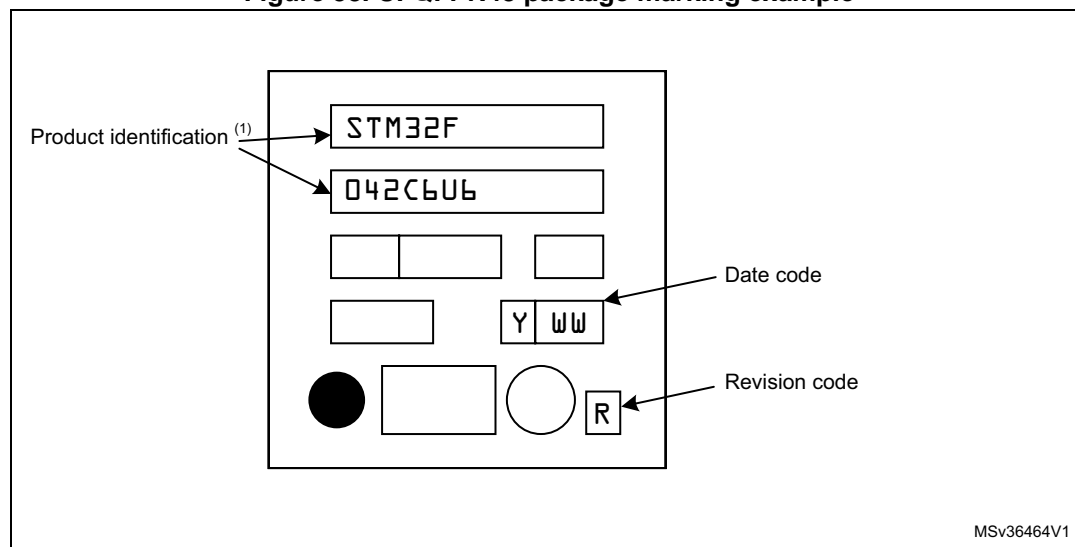 Product identification (1)
STM32F
042C6U6
Date code
Y WW
Revision code
R
MSv36464V1